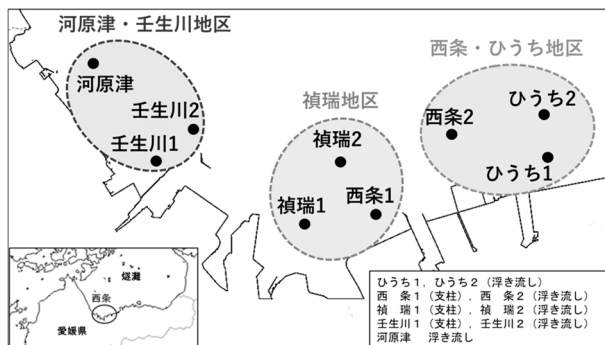 河原津・壬生川地区
西条・ひうち地区
禎瑞地区
河原津
壬生川2
壬生川1
禎瑞2
禎瑞1
西条1
西条2
ひうち2
ひうち1
燧灘
西条
愛媛県
ひうち1，ひうち2（浮き流し）
西　条1（支柱），西　条2（浮き流し）
禎　瑞1（支柱），禎　瑞2（浮き流し）
壬生川1（支柱），壬生川2（浮き流し）
河原津　浮き流し